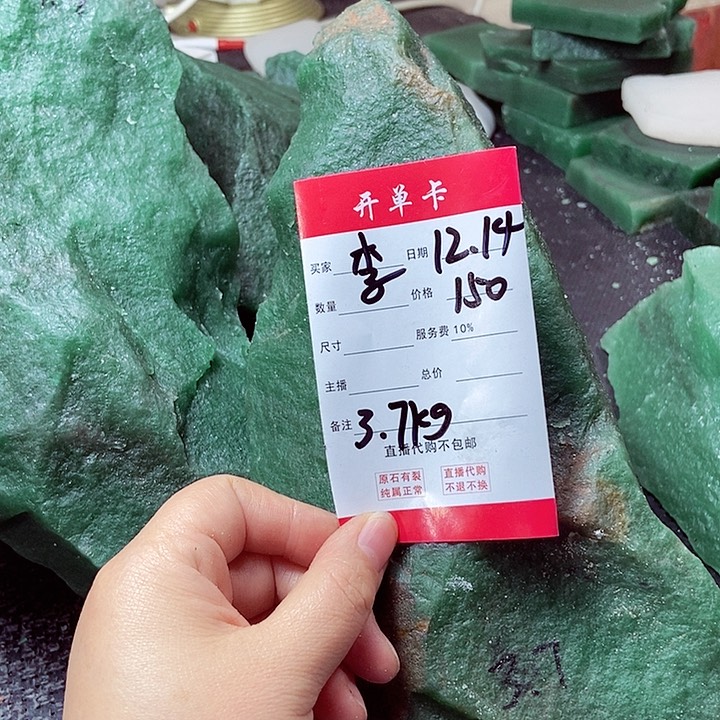 开单卡
买家 李 日期 12.14
数量 价格 150
尺寸 服务费 10%
主播 总价
备注 3.7kg
直播代购不包邮
原石有裂 直播代购
纯属正常 不退不换
3.7